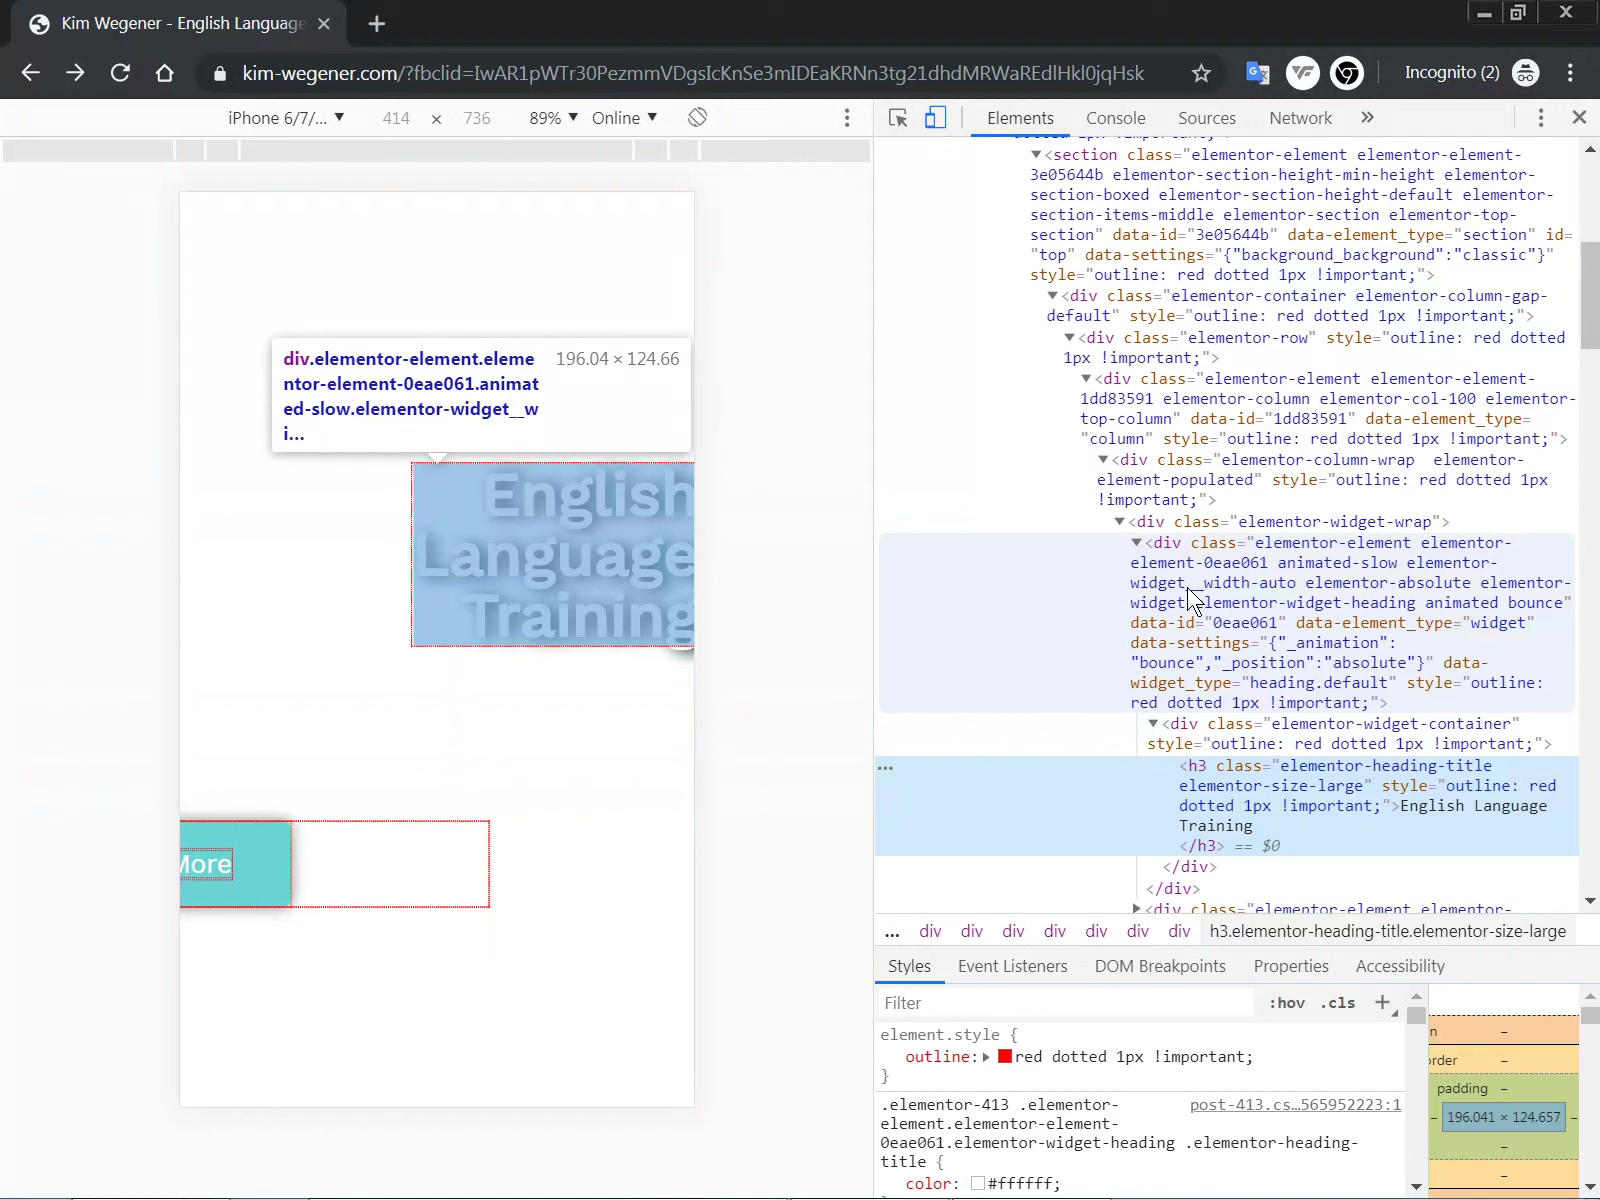 Kim Wegener - English Language
Incognito (2)
kim-wegener.com/?fbclid=IwAR1pWTr30PezmmVDgsIcKnSe3mIDEaKRNn3tg21dhdMRWaREdlHkl0jqHsk
iPhone 6/7/... ▼ 414 × 736 89% ▼ Online ▼
div.elementor-element.eleme 196.04 × 124.66
ntor-element-0eae061.animat
ed-slow.elementor-widget__w
i...
English
Language
Training
More
Elements Console Sources Network »
▼<section class="elementor-element elementor-element-
3e05644b elementor-section-height-min-height elementor-
section-boxed elementor-section-height-default elementor-
section-items-middle elementor-section elementor-top-
section" data-id="3e05644b" data-element_type="section" id=
"top" data-settings="{"background_background":"classic"}"
style="outline: red dotted 1px !important;">
▼<div class="elementor-container elementor-column-gap-
default" style="outline: red dotted 1px !important;">
▼<div class="elementor-row" style="outline: red dotted
1px !important;">
▼<div class="elementor-element elementor-element-
1dd83591 elementor-column elementor-col-100 elementor-
top-column" data-id="1dd83591" data-element_type=
"column" style="outline: red dotted 1px !important;">
▼<div class="elementor-column-wrap  elementor-
element-populated" style="outline: red dotted 1px
!important;">
▼<div class="elementor-widget-wrap">
▼<div class="elementor-element elementor-
element-0eae061 animated-slow elementor-
widget__width-auto elementor-absolute elementor-
widget elementor-widget-heading animated bounce"
data-id="0eae061" data-element_type="widget"
data-settings="{"_animation":
"bounce","_position":"absolute"}" data-
widget_type="heading.default" style="outline:
red dotted 1px !important;">
▼<div class="elementor-widget-container"
style="outline: red dotted 1px !important;">
<h3 class="elementor-heading-title
elementor-size-large" style="outline: red
dotted 1px !important;">English Language
Training
</h3> == $0
</div>
</div>
▶<div class="elementor-element elementor-
... div div div div div div div h3.elementor-heading-title.elementor-size-large
Styles Event Listeners DOM Breakpoints Properties Accessibility
Filter :hov .cls +
element.style {
outline:▶ red dotted 1px !important;
}
.elementor-413 .elementor- post-413.cs…565952223:1
element.elementor-element-
0eae061.elementor-widget-heading .elementor-heading-
title {
color: #ffffff;
n –
rder –
padding –
– 196.041 × 124.657 –
–
–